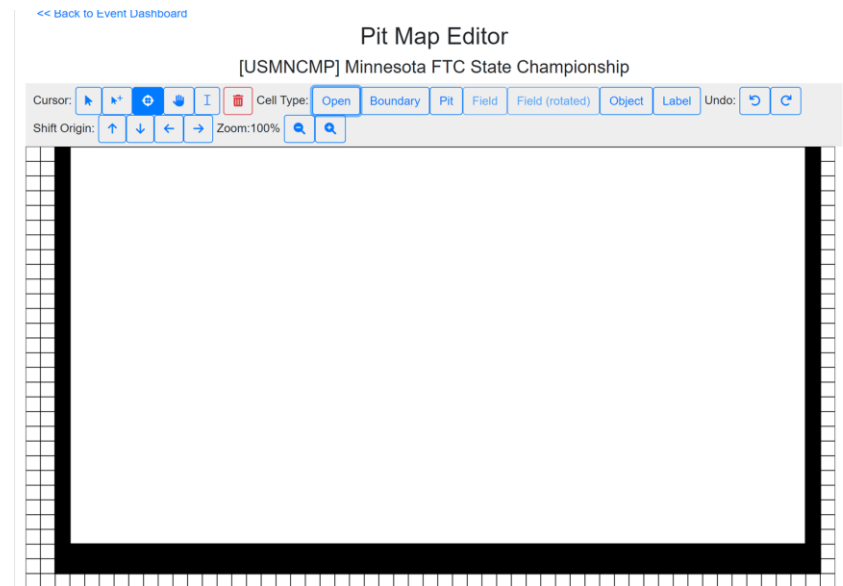 << Back to Event Dashboard
Pit Map Editor
[USMNCMP] Minnesota FTC State Championship
Cursor: Cell Type: Open Boundary Pit Field Field (rotated) Object Label Undo:
Shift Origin: Zoom:100%